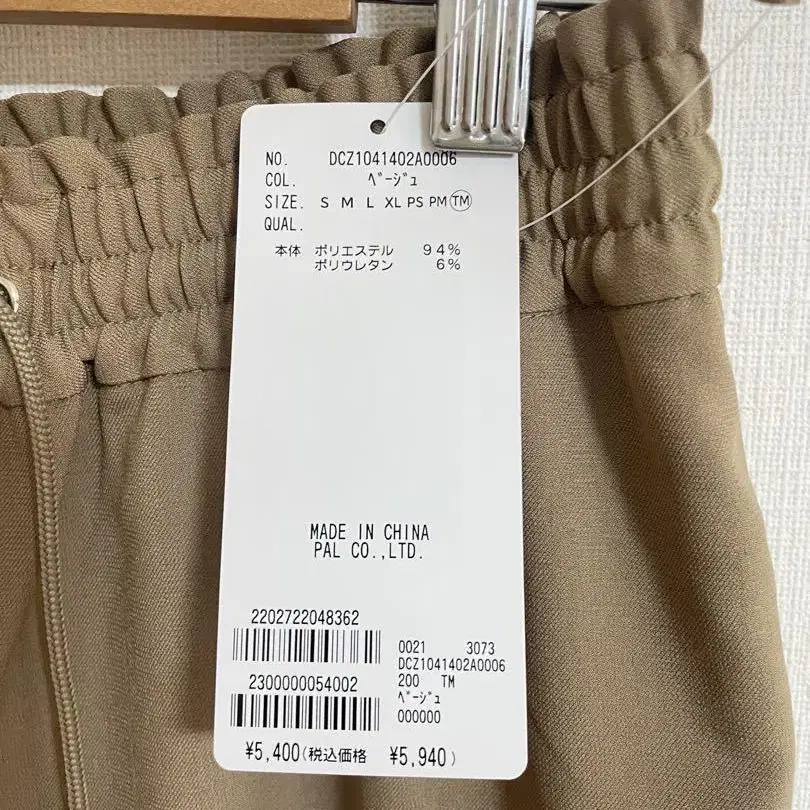 NO. DCZ1041402A0006
COL. ﾍﾞｰｼﾞｭ
SIZE. S M L XL PS PM TM
QUAL.
本体 ポリエステル 94%
ポリウレタン 6%
MADE IN CHINA
PAL CO.,LTD.
2202722048362
2300000054002
0021 3073
DCZ1041402A0006
200 TM
ﾍﾞｰｼﾞｭ
000000
¥5,400(税込価格 ¥5,940)